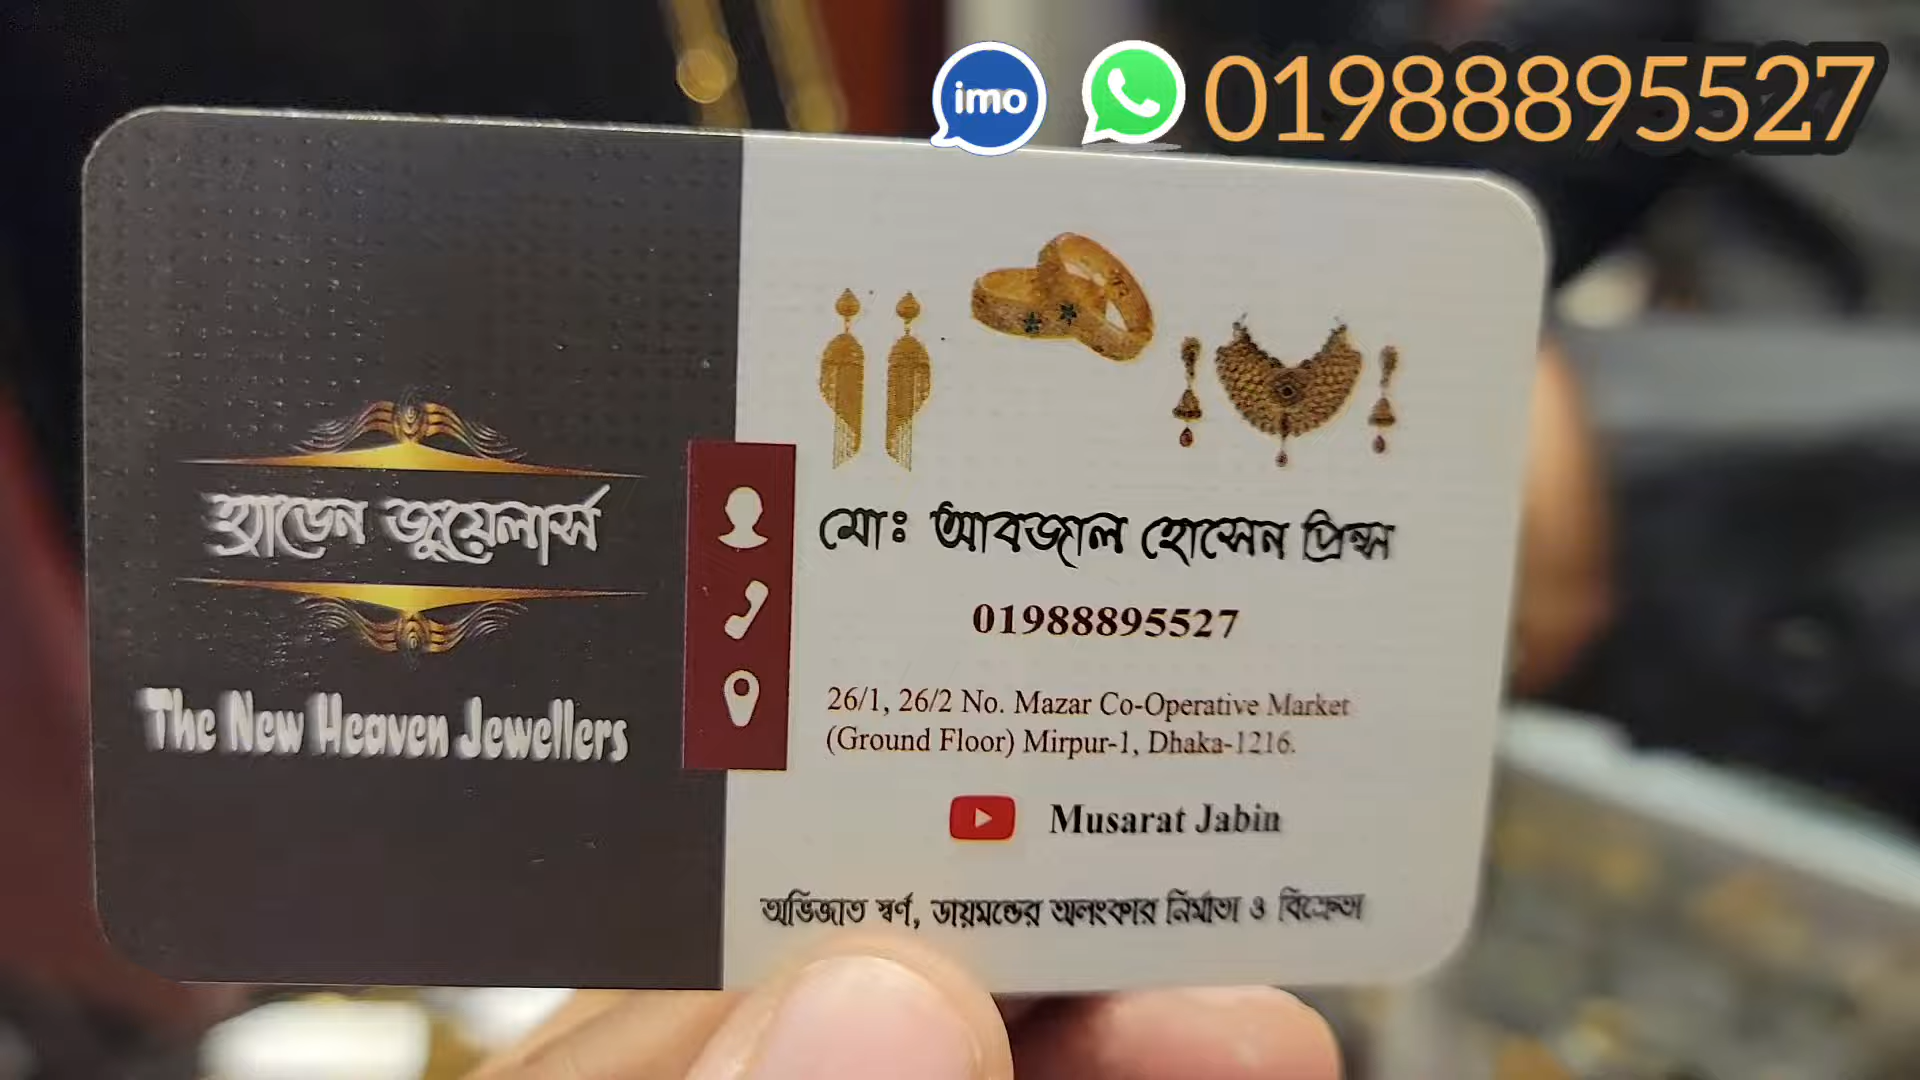 imo 01988895527
হ্যাভেন জুয়েলার্স
The New Heaven Jewellers
মোঃ আবজাল হোসেন প্রিন্স
01988895527
26/1, 26/2 No. Mazar Co-Operative Market
(Ground Floor) Mirpur-1, Dhaka-1216.
Musarat Jabin
অভিজাত স্বর্ণ, ডায়মন্ডের অলংকার নির্মাতা ও বিক্রেতা